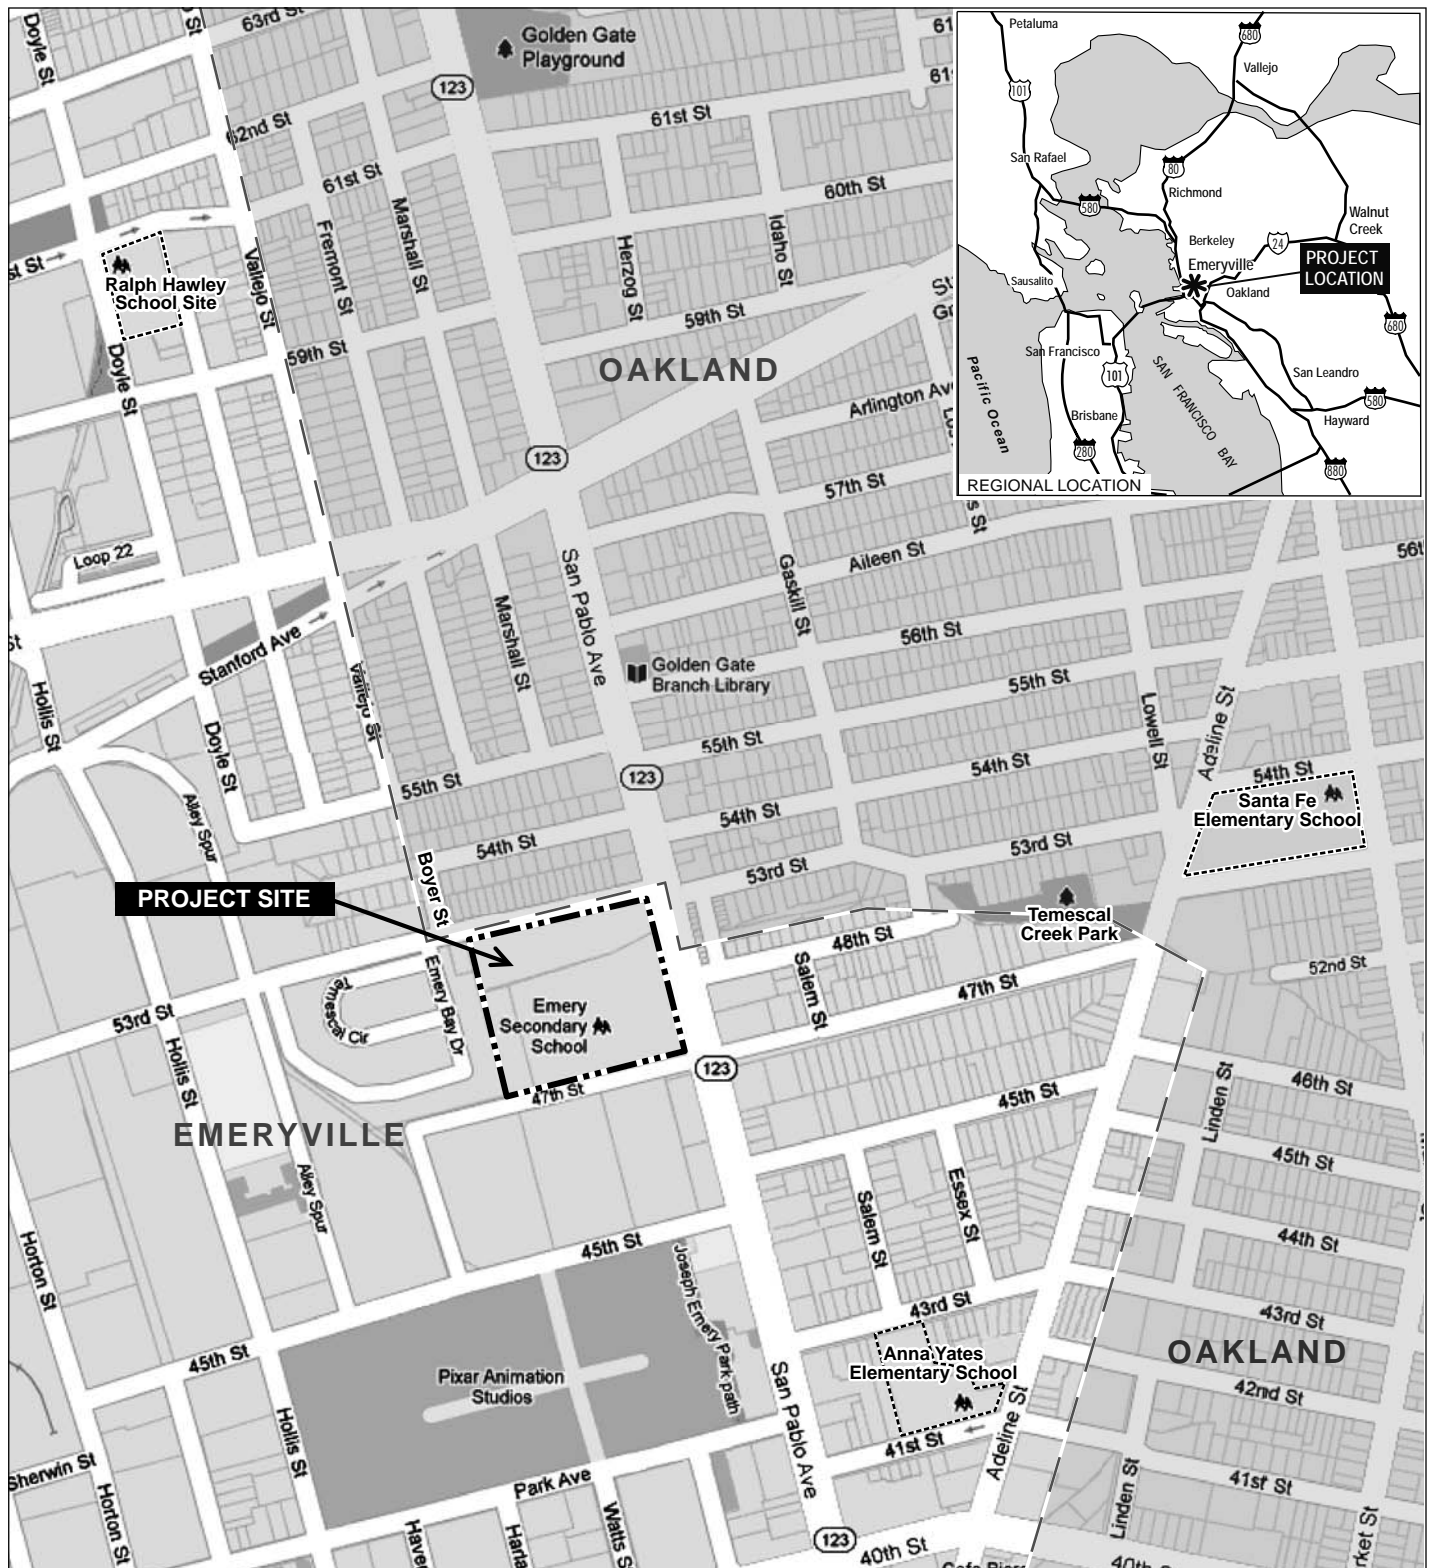 63rd St
Doyle St
Golden Gate
Playground
123
62nd St
61st St
61st St
60th St
Marshall St
Fremont St
Vallejo St
Herzog St
Idaho St
59th St
59th St
Ralph Hawley
School Site
Doyle St
OAKLAND
Arlington Av
123
57th St
Aileen St
Loop 22
San Pablo Ave
Gaskill St
Marshall St
56th St
Stanford Ave
Golden Gate
Branch Library
55th St
Vallejo St
Hollis St
Doyle St
Lowell St
Adeline St
55th St
54th St
54th St
123
55th St
Alley Spur
54th St
Santa Fe
Elementary School
54th St
53rd St
53rd St
Boyer St
PROJECT SITE
Temescal
Creek Park
48th St
Salem St
47th St
52nd St
Emery Bay Dr
Temescal Cir
53rd St
Emery
Secondary
School
Hollis St
123
47th St
46th St
Linden St
45th St
EMERYVILLE
45th St
Alley Spur
Essex St
Salem St
44th St
45th St
Horton St
Joseph Emery Park path
43rd St
43rd St
45th St
Anna Yates
Elementary School
OAKLAND
Pixar Animation
Studios
42nd St
San Pablo Ave
Adeline St
41st St
Hollis St
Sherwin St
Park Ave
41st St
Horton St
Linden St
123
40th St
PROJECT
LOCATION
Petaluma
680
Vallejo
101
San Rafael
80
Richmond
580
Walnut
Creek
Berkeley
24
Emeryville
Sausalito
Oakland
680
San Francisco
101
San Leandro
580
Pacific Ocean
SAN FRANCISCO BAY
Brisbane
Hayward
280
880
REGIONAL LOCATION